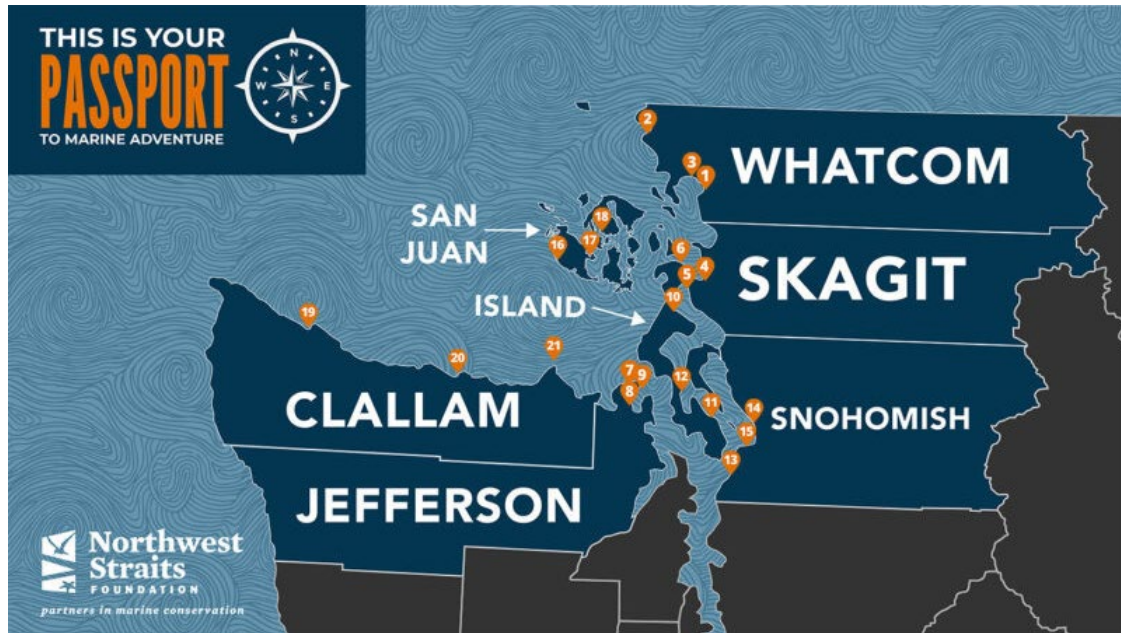 THIS IS YOUR
PASSPORT
TO MARINE ADVENTURE
N
W
E
S
2
WHATCOM
3
1
SAN
JUAN
18
17
16
6
4
5
SKAGIT
10
ISLAND
19
20
21
7
9
8
12
11
14
15
13
CLALLAM
SNOHOMISH
JEFFERSON
Northwest
Straits
FOUNDATION
partners in marine conservation